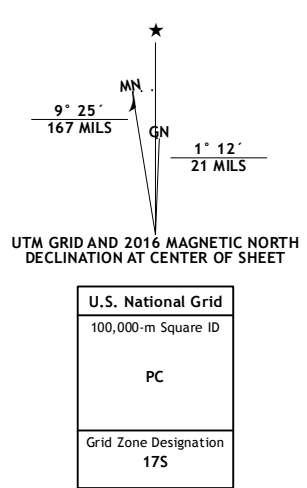 MN
9° 25´
167 MILS
GN
1° 12´
21 MILS
UTM GRID AND 2016 MAGNETIC NORTH
DECLINATION AT CENTER OF SHEET
U.S. National Grid
100,000-m Square ID
PC
Grid Zone Designation
17S